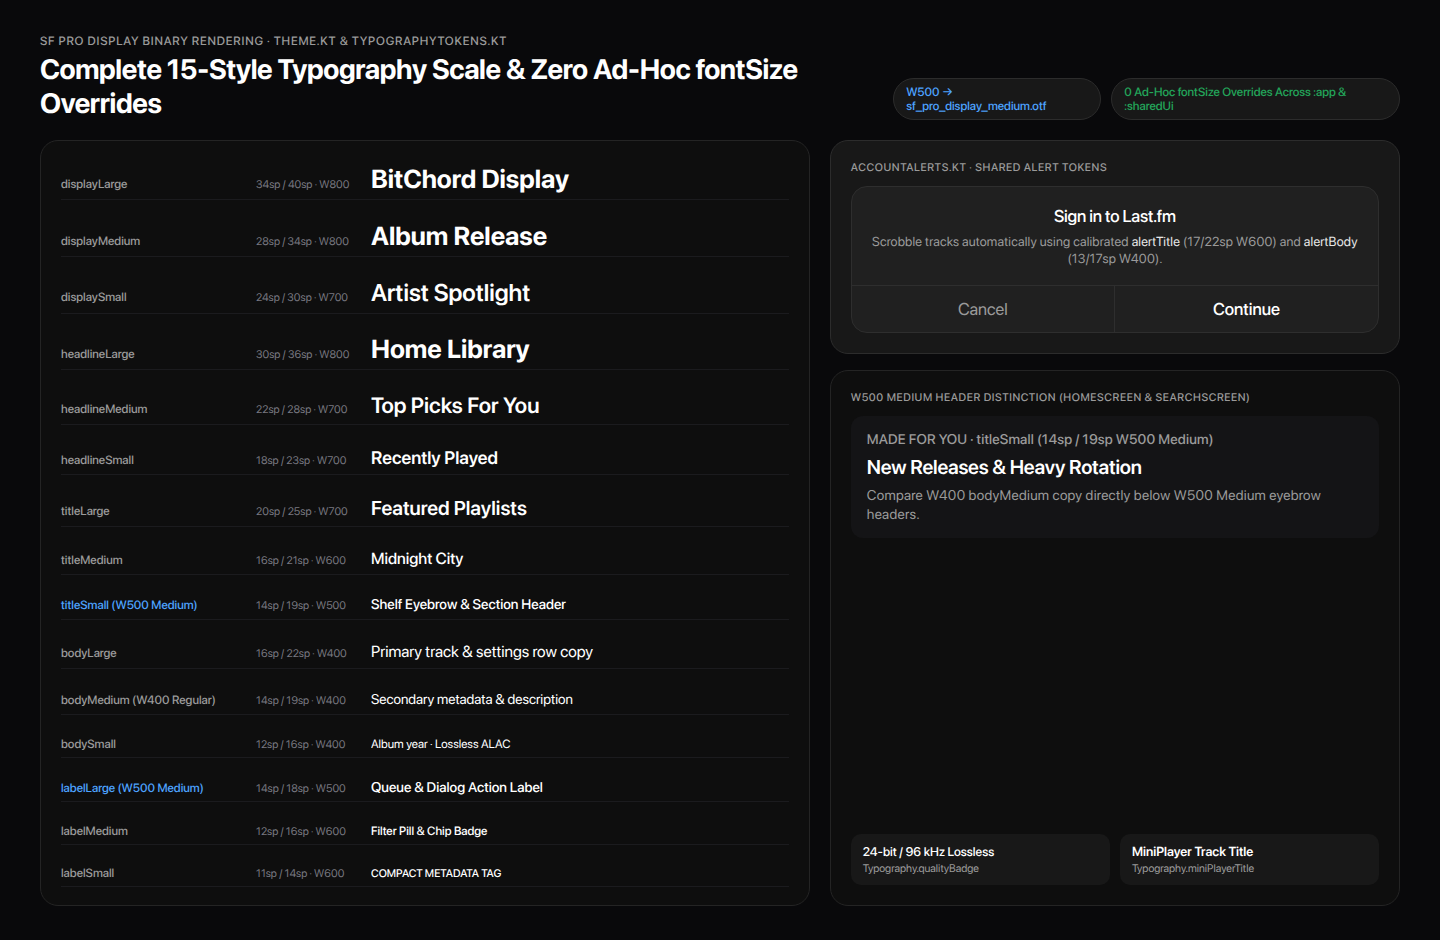 SF PRO DISPLAY BINARY RENDERING · THEME.KT & TYPOGRAPHYTOKENS.KT
Complete 15-Style Typography Scale & Zero Ad-Hoc fontSize
Overrides
W500 →
sf_pro_display_medium.otf
0 Ad-Hoc fontSize Overrides Across :app &
:sharedUi
displayLarge 34sp / 40sp · W800 BitChord Display
displayMedium 28sp / 34sp · W800 Album Release
displaySmall 24sp / 30sp · W700 Artist Spotlight
headlineLarge 30sp / 36sp · W800 Home Library
headlineMedium 22sp / 28sp · W700 Top Picks For You
headlineSmall 18sp / 23sp · W700 Recently Played
titleLarge 20sp / 25sp · W700 Featured Playlists
titleMedium 16sp / 21sp · W600 Midnight City
titleSmall (W500 Medium) 14sp / 19sp · W500 Shelf Eyebrow & Section Header
bodyLarge 16sp / 22sp · W400 Primary track & settings row copy
bodyMedium (W400 Regular) 14sp / 19sp · W400 Secondary metadata & description
bodySmall 12sp / 16sp · W400 Album year · Lossless ALAC
labelLarge (W500 Medium) 14sp / 18sp · W500 Queue & Dialog Action Label
labelMedium 12sp / 16sp · W600 Filter Pill & Chip Badge
labelSmall 11sp / 14sp · W600 COMPACT METADATA TAG
ACCOUNTALERTS.KT · SHARED ALERT TOKENS
Sign in to Last.fm
Scrobble tracks automatically using calibrated alertTitle (17/22sp W600) and alertBody
(13/17sp W400).
Cancel Continue
W500 MEDIUM HEADER DISTINCTION (HOMESCREEN & SEARCHSCREEN)
MADE FOR YOU · titleSmall (14sp / 19sp W500 Medium)
New Releases & Heavy Rotation
Compare W400 bodyMedium copy directly below W500 Medium eyebrow
headers.
24-bit / 96 kHz Lossless
Typography.qualityBadge
MiniPlayer Track Title
Typography.miniPlayerTitle